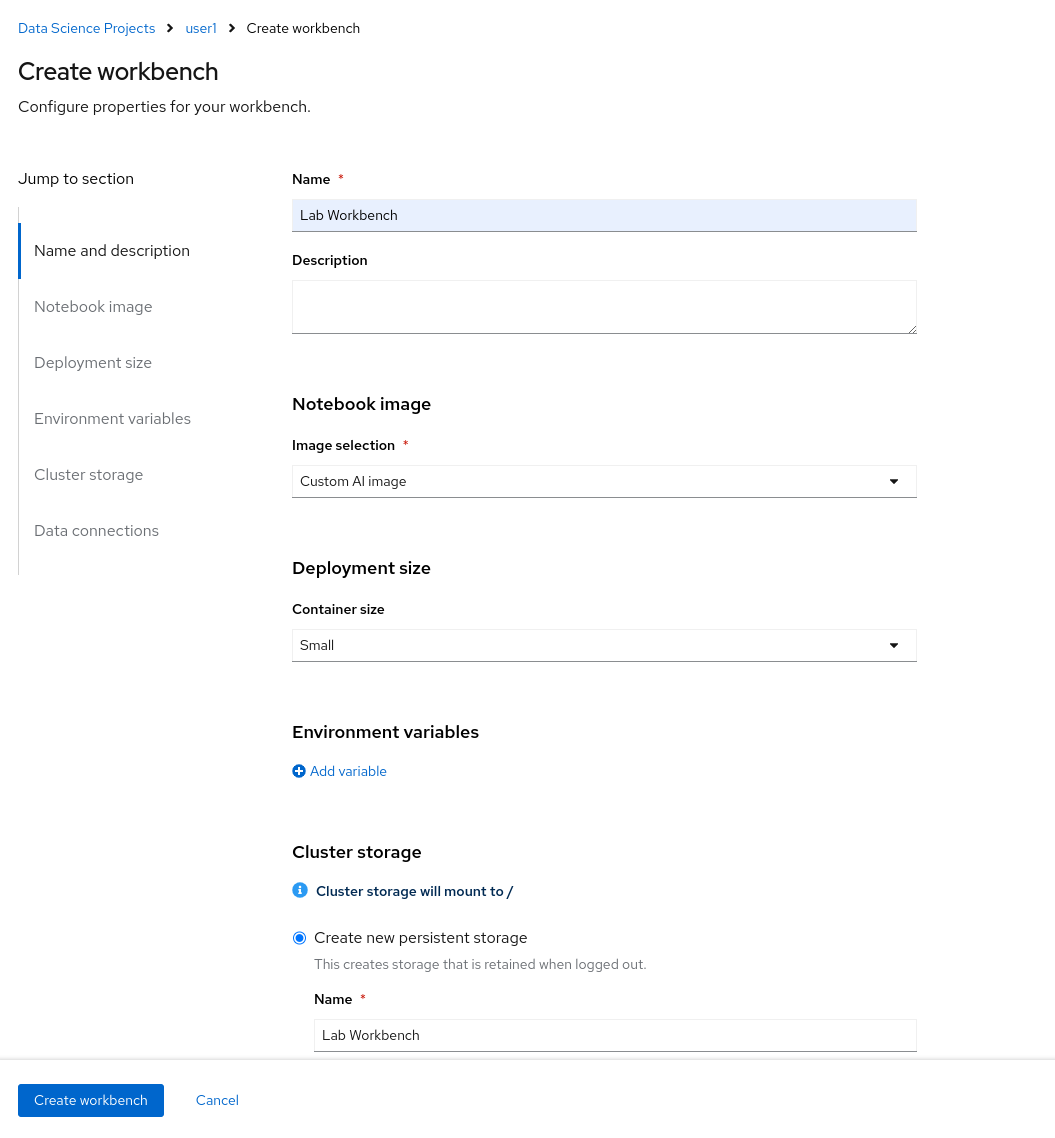 Data Science Projects > user1 > Create workbench
Create workbench
Configure properties for your workbench.
Jump to section
Name and description
Notebook image
Deployment size
Environment variables
Cluster storage
Data connections
Name *
Lab Workbench
Description
Notebook image
Image selection *
Custom AI image
Deployment size
Container size
Small
Environment variables
Add variable
Cluster storage
Cluster storage will mount to /
Create new persistent storage
This creates storage that is retained when logged out.
Name *
Lab Workbench
Create workbench Cancel